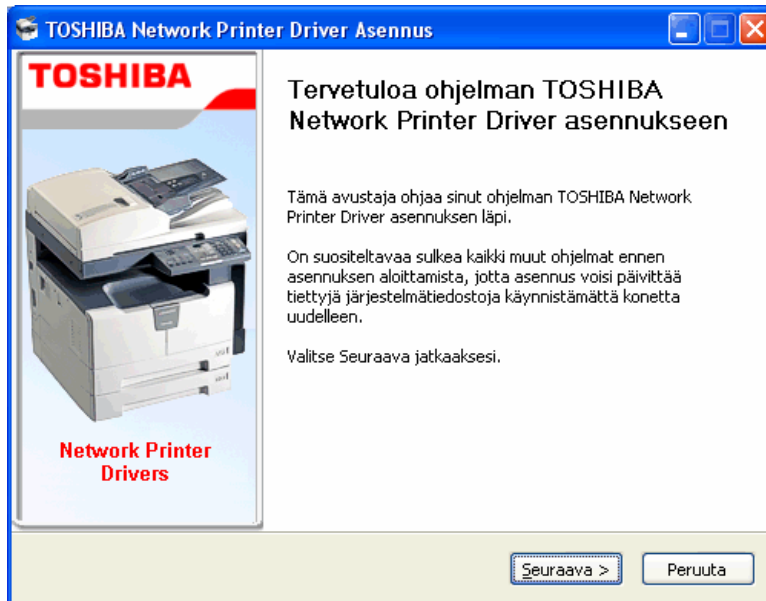 TOSHIBA Network Printer Driver Asennus
TOSHIBA
Network Printer
Drivers
Tervetuloa ohjelman TOSHIBA
Network Printer Driver asennukseen
Tämä avustaja ohjaa sinut ohjelman TOSHIBA Network
Printer Driver asennuksen läpi.
On suositeltavaa sulkea kaikki muut ohjelmat ennen
asennuksen aloittamista, jotta asennus voisi päivittää
tiettyjä järjestelmätiedostoja käynnistämättä konetta
uudelleen.
Valitse Seuraava jatkaaksesi.
Seuraava >
Peruuta